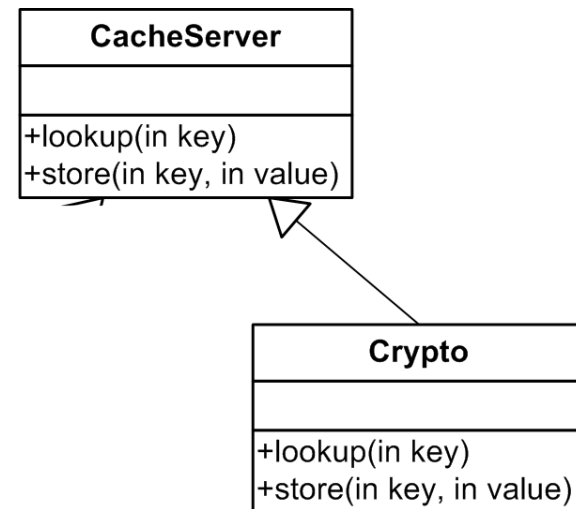 CacheServer
+lookup(in key)
+store(in key, in value)
Crypto
+lookup(in key)
+store(in key, in value)